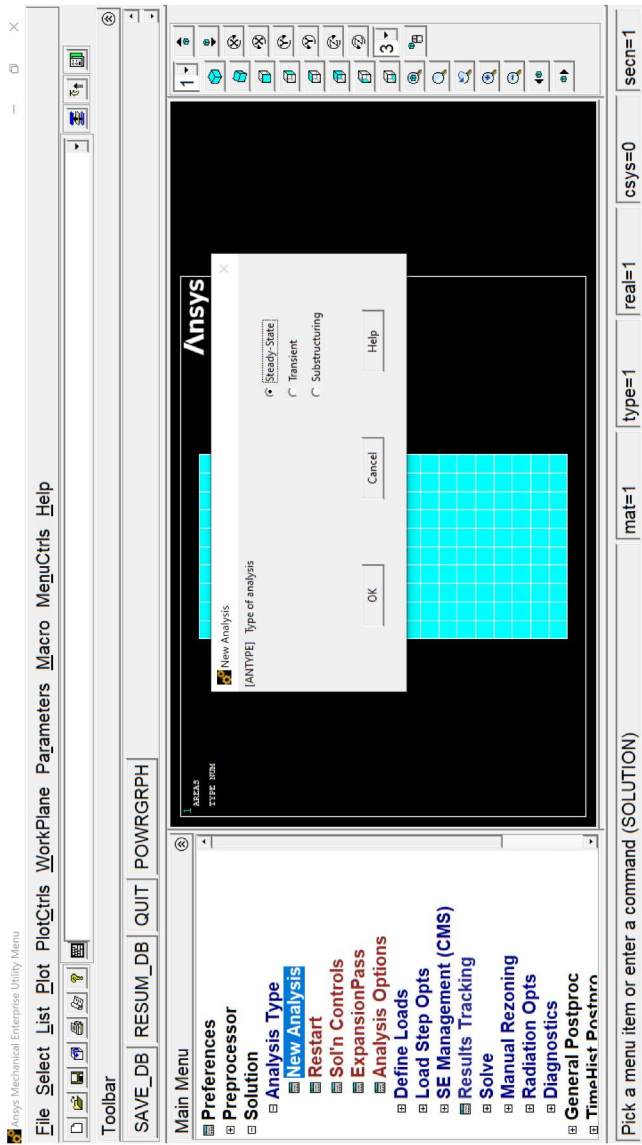 Ansys Mechanical Enterprise Utility Menu
File Select List Plot PlotCtrls WorkPlane Parameters Macro MenuCtrls Help
Toolbar
SAVE_DB RESUM_DB QUIT POWRGRPH
Main Menu
Preferences
Preprocessor
Solution
Analysis Type
New Analysis
Restart
Sol'n Controls
ExpansionPass
Analysis Options
Define Loads
Load Step Opts
SE Management (CMS)
Results Tracking
Solve
Manual Rezoning
Radiation Opts
Diagnostics
General Postproc
TimeHist Postpro
1
AREAS
TYPE NUM
Ansys
New Analysis
[ANTYPE] Type of analysis
Steady-State
Transient
Substructuring
OK Cancel Help
1
3
Pick a menu item or enter a command (SOLUTION) mat=1 type=1 real=1 csys=0 secn=1